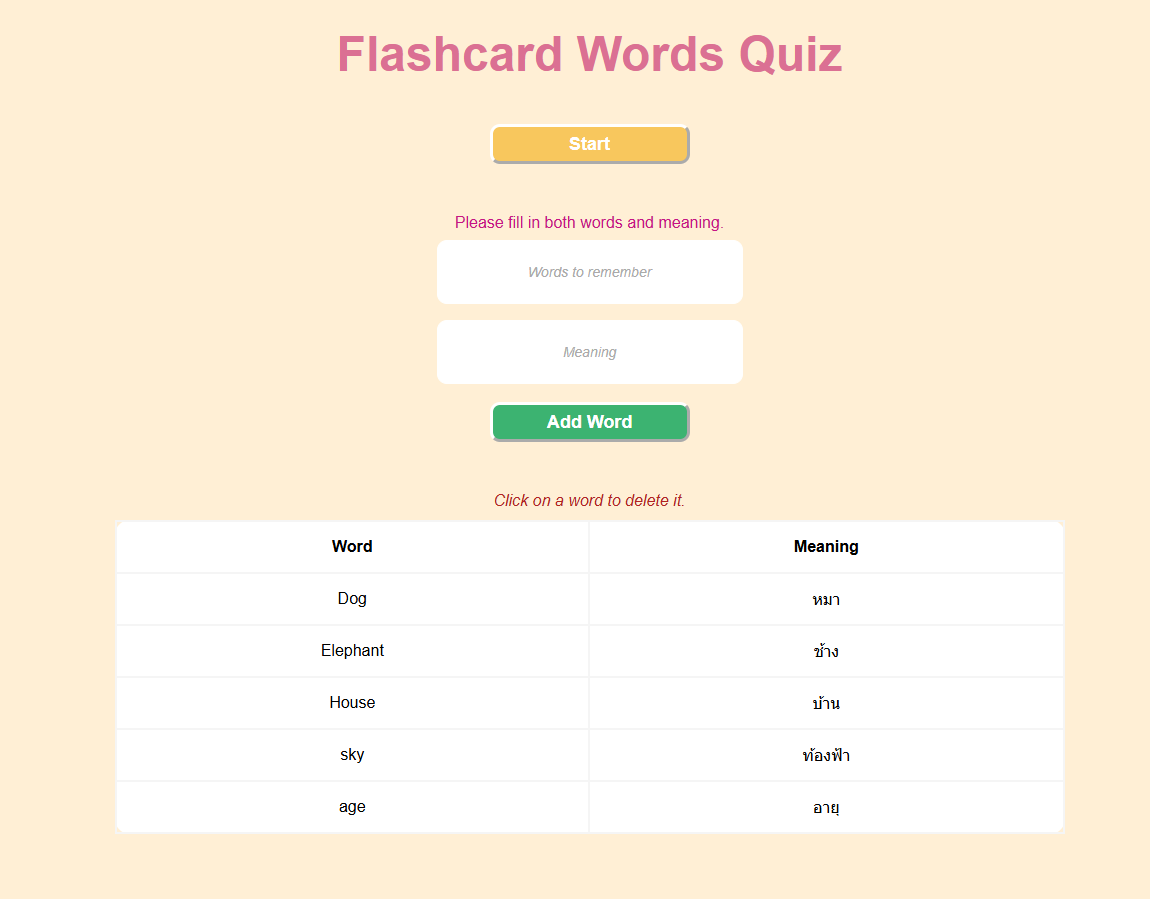 Flashcard Words Quiz
Start
Please fill in both words and meaning.
Words to remember
Meaning
Add Word
Click on a word to delete it.
Word Meaning
Dog หมา
Elephant ช้าง
House บ้าน
sky ท้องฟ้า
age อายุ